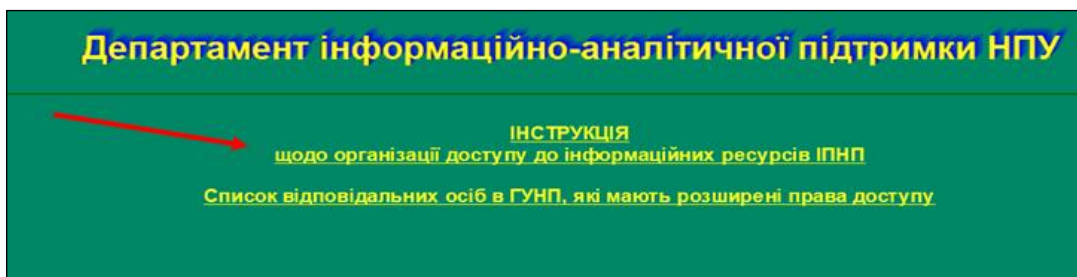 Департамент інформаційно-аналітичної підтримки НПУ
ІНСТРУКЦІЯ
щодо організації доступу до інформаційних ресурсів ІПНП
Список відповідальних осіб в ГУНП, які мають розширені права доступу